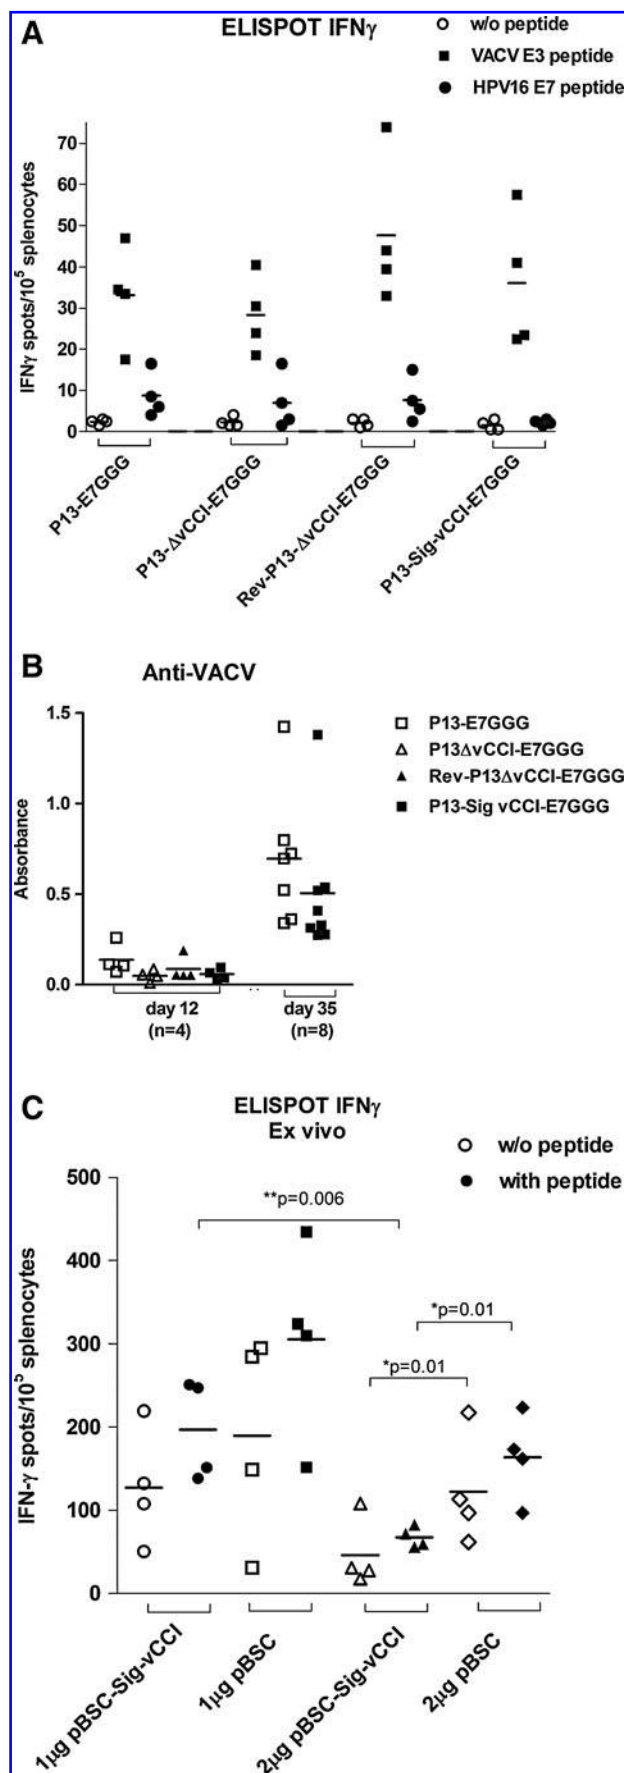 A
ELISPOT IFNγ
w/o peptide
VACV E3 peptide
HPV16 E7 peptide
IFNγ spots/10⁵ splenocytes
70
60
50
40
30
20
10
0
P13-E7GGG
P13-ΔvCCI-E7GGG
Rev-P13-ΔvCCI-E7GGG
P13-Sig-vCCI-E7GGG
B
Anti-VACV
P13-E7GGG
P13ΔvCCI-E7GGG
Rev-P13ΔvCCI-E7GGG
P13-Sig vCCI-E7GGG
Absorbance
1.5
1.0
0.5
0.0
day 12
(n=4)
day 35
(n=8)
C
ELISPOT IFNγ
Ex vivo
w/o peptide
with peptide
IFN-γ spots/10⁵ splenocytes
500
400
300
200
100
0
**p=0.006
*p=0.01
*p=0.01
1μg pBSC-Sig-vCCI
1μg pBSC
2μg pBSC-Sig-vCCI
2μg pBSC